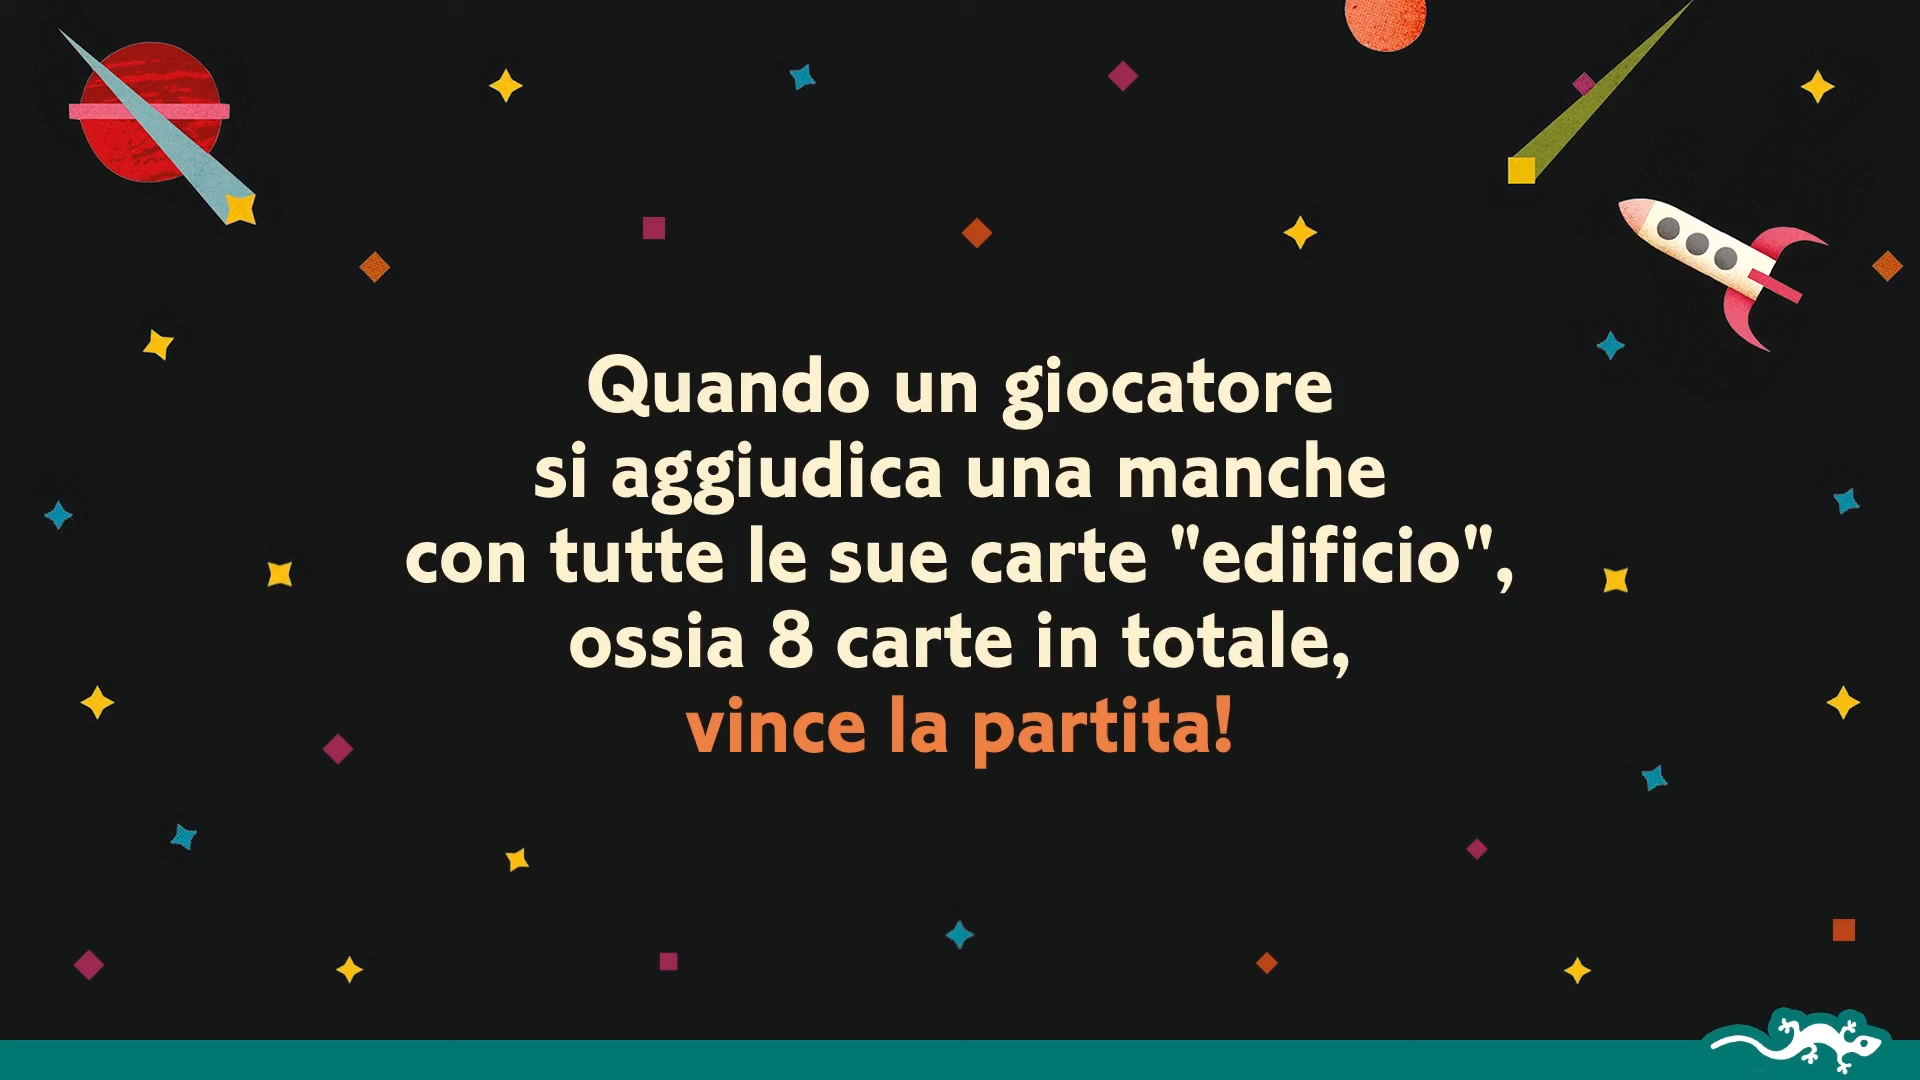 Quando un giocatore
si aggiudica una manche
con tutte le sue carte "edificio",
ossia 8 carte in totale,
vince la partita!